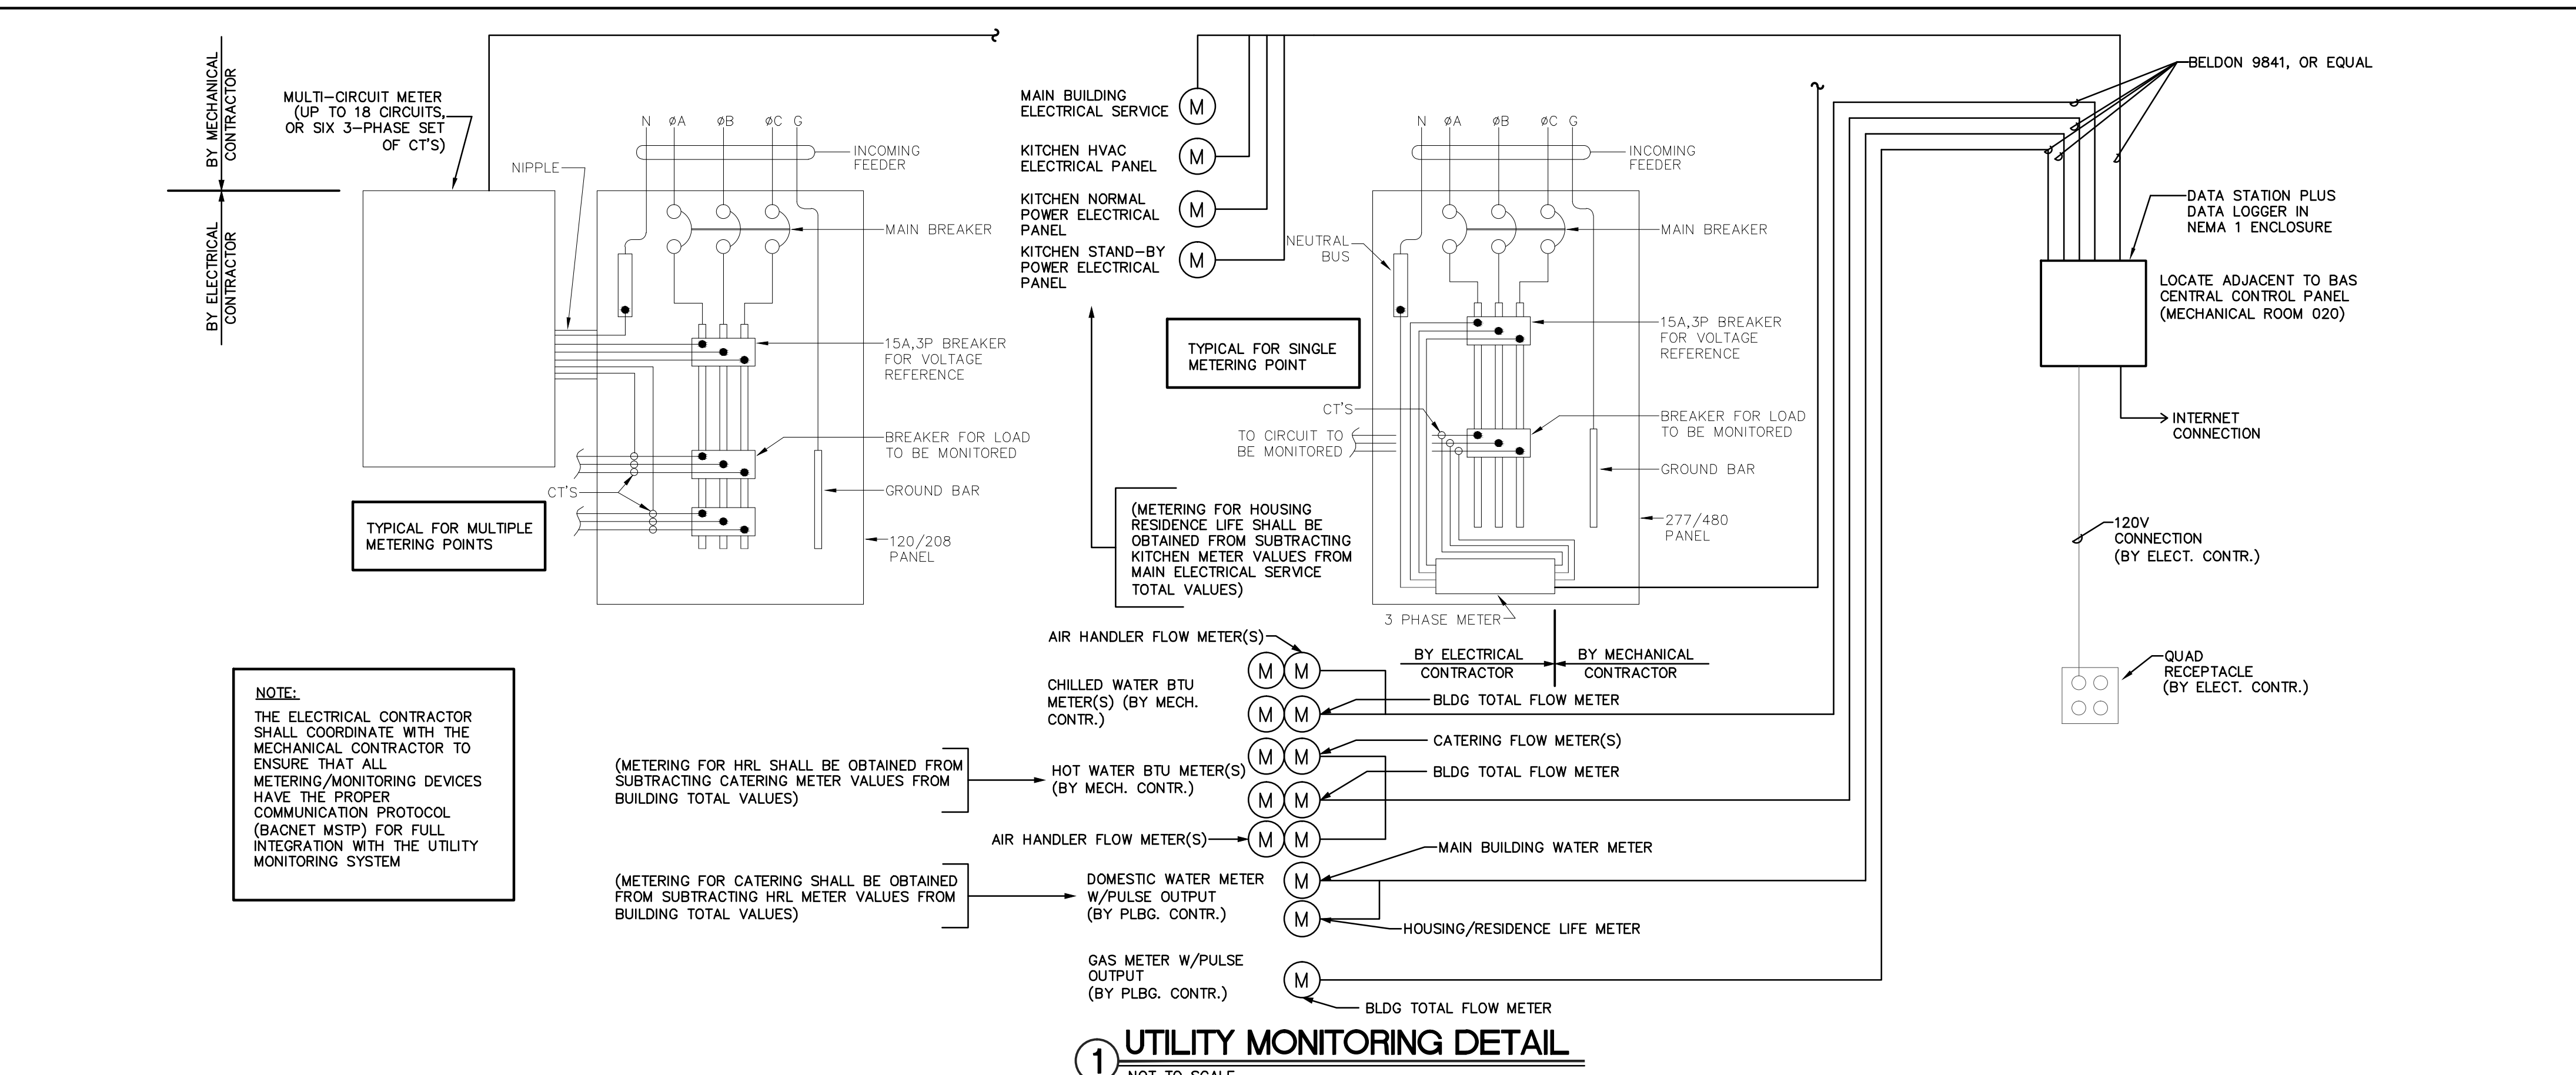 BY MECHANICAL
CONTRACTOR
BY ELECTRICAL
CONTRACTOR
MULTI-CIRCUIT METER
(UP TO 18 CIRCUITS,
OR SIX 3-PHASE SET
OF CT'S)
NIPPLE
N ØA ØB ØC G
INCOMING
FEEDER
MAIN BREAKER
15A,3P BREAKER
FOR VOLTAGE
REFERENCE
BREAKER FOR LOAD
TO BE MONITORED
CT'S
GROUND BAR
120/208
PANEL
TYPICAL FOR MULTIPLE
METERING POINTS
MAIN BUILDING
ELECTRICAL SERVICE
M
KITCHEN HVAC
ELECTRICAL PANEL
M
KITCHEN NORMAL
POWER ELECTRICAL
PANEL
M
KITCHEN STAND-BY
POWER ELECTRICAL
PANEL
M
(METERING FOR HOUSING
RESIDENCE LIFE SHALL BE
OBTAINED FROM SUBTRACTING
KITCHEN METER VALUES FROM
MAIN ELECTRICAL SERVICE
TOTAL VALUES)
TYPICAL FOR SINGLE
METERING POINT
N ØA ØB ØC G
INCOMING
FEEDER
NEUTRAL
BUS
MAIN BREAKER
15A,3P BREAKER
FOR VOLTAGE
REFERENCE
CT'S
TO CIRCUIT TO
BE MONITORED
BREAKER FOR LOAD
TO BE MONITORED
GROUND BAR
277/480
PANEL
3 PHASE METER
BY ELECTRICAL
CONTRACTOR
BY MECHANICAL
CONTRACTOR
BELDON 9841, OR EQUAL
DATA STATION PLUS
DATA LOGGER IN
NEMA 1 ENCLOSURE
LOCATE ADJACENT TO BAS
CENTRAL CONTROL PANEL
(MECHANICAL ROOM 020)
INTERNET
CONNECTION
120V
CONNECTION
(BY ELECT. CONTR.)
QUAD
RECEPTACLE
(BY ELECT. CONTR.)
NOTE:
THE ELECTRICAL CONTRACTOR
SHALL COORDINATE WITH THE
MECHANICAL CONTRACTOR TO
ENSURE THAT ALL
METERING/MONITORING DEVICES
HAVE THE PROPER
COMMUNICATION PROTOCOL
(BACNET MSTP) FOR FULL
INTEGRATION WITH THE UTILITY
MONITORING SYSTEM
AIR HANDLER FLOW METER(S)
M M
CHILLED WATER BTU
METER(S) (BY MECH.
CONTR.)
M M
BLDG TOTAL FLOW METER
M M
CATERING FLOW METER(S)
(METERING FOR HRL SHALL BE OBTAINED FROM
SUBTRACTING CATERING METER VALUES FROM
BUILDING TOTAL VALUES)
HOT WATER BTU METER(S)
(BY MECH. CONTR.)
M M
BLDG TOTAL FLOW METER
AIR HANDLER FLOW METER(S)
M M
MAIN BUILDING WATER METER
(METERING FOR CATERING SHALL BE OBTAINED
FROM SUBTRACTING HRL METER VALUES FROM
BUILDING TOTAL VALUES)
DOMESTIC WATER METER
W/PULSE OUTPUT
(BY PLBG. CONTR.)
M
M
HOUSING/RESIDENCE LIFE METER
GAS METER W/PULSE
OUTPUT
(BY PLBG. CONTR.)
M
BLDG TOTAL FLOW METER
1 UTILITY MONITORING DETAIL
NOT TO SCALE